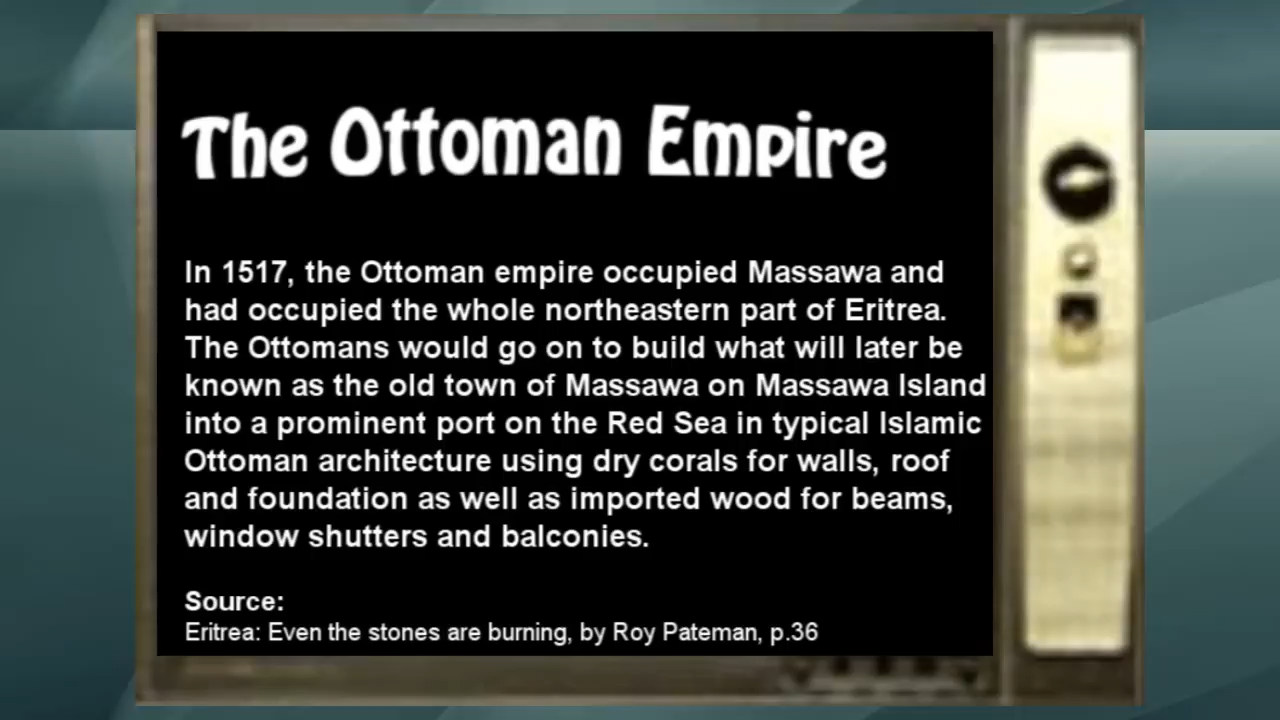 The Ottoman Empire
In 1517, the Ottoman empire occupied Massawa and
had occupied the whole northeastern part of Eritrea.
The Ottomans would go on to build what will later be
known as the old town of Massawa on Massawa Island
into a prominent port on the Red Sea in typical Islamic
Ottoman architecture using dry corals for walls, roof
and foundation as well as imported wood for beams,
window shutters and balconies.
Source:
Eritrea: Even the stones are burning, by Roy Pateman, p.36